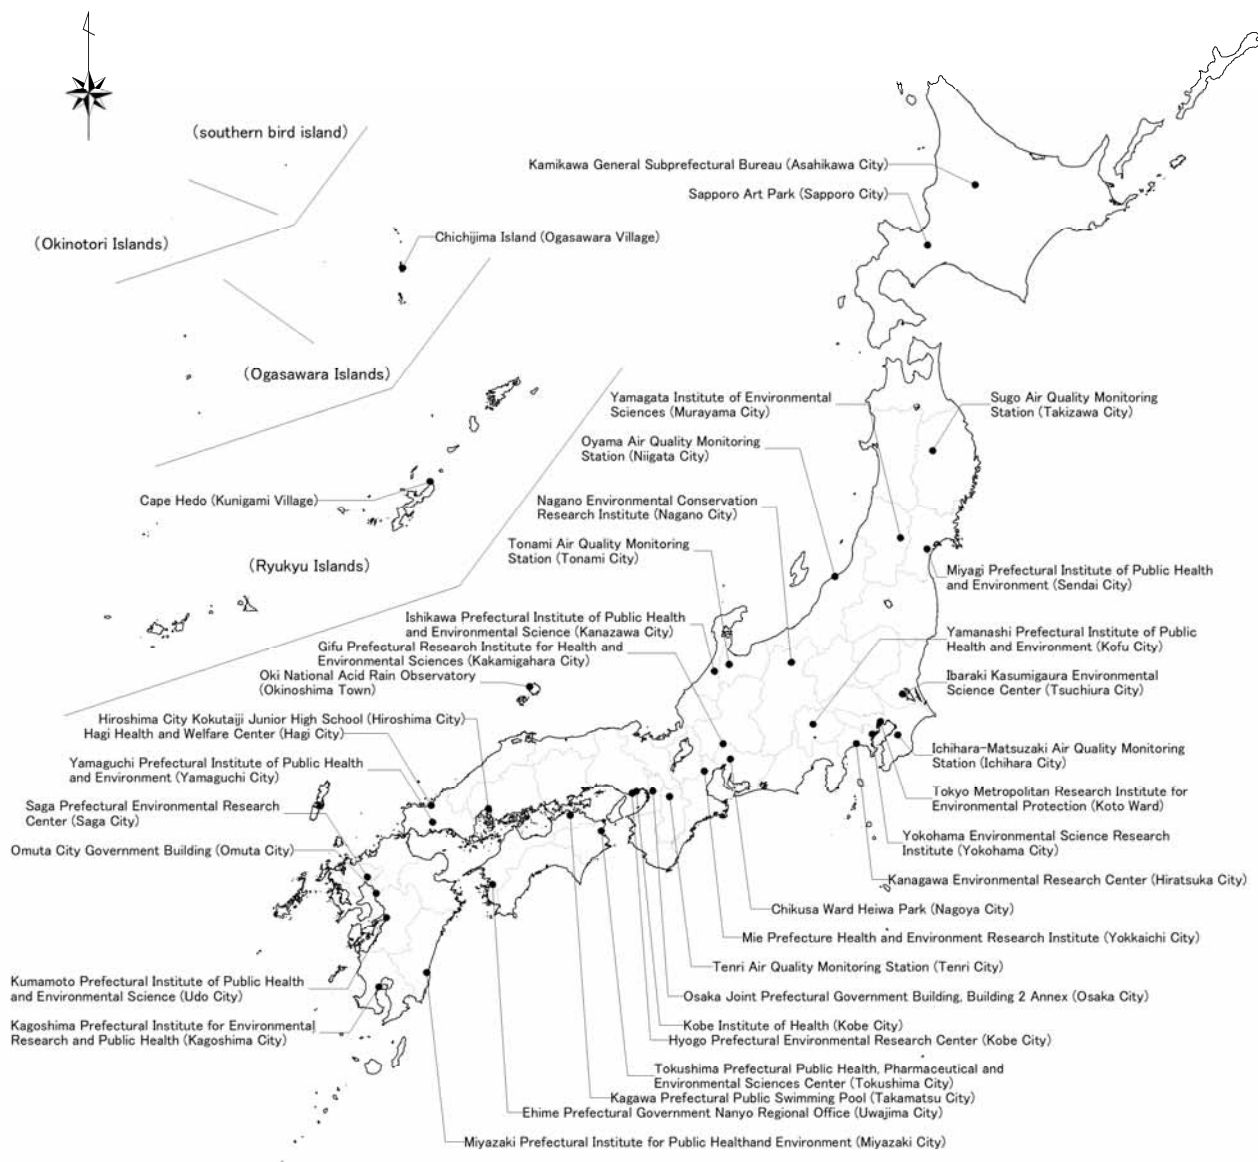 (southern bird island)
Kamikawa General Subprefectural Bureau (Asahikawa City)
Sapporo Art Park (Sapporo City)
(Okinotori Islands)
Chichijima Island (Ogasawara Village)
(Ogasawara Islands)
Yamagata Institute of Environmental
Sciences (Murayama City)
Sugo Air Quality Monitoring
Station (Takizawa City)
Oyama Air Quality Monitoring
Station (Niigata City)
Cape Hedo (Kunigami Village)
Nagano Environmental Conservation
Research Institute (Nagano City)
Tonami Air Quality Monitoring
Station (Tonami City)
(Ryukyu Islands)
Miyagi Prefectural Institute of Public Health
and Environment (Sendai City)
Ishikawa Prefectural Institute of Public Health
and Environmental Science (Kanazawa City)
Yamanashi Prefectural Institute of Public
Health and Environment (Kofu City)
Gifu Prefectural Research Institute for Health and
Environmental Sciences (Kakamigahara City)
Oki National Acid Rain Observatory
(Okinoshima Town)
Ibaraki Kasumigaura Environmental
Science Center (Tsuchiura City)
Hiroshima City Kokutaiji Junior High School (Hiroshima City)
Hagi Health and Welfare Center (Hagi City)
Ichihara-Matsuzaki Air Quality Monitoring
Station (Ichihara City)
Yamaguchi Prefectural Institute of Public Health
and Environment (Yamaguchi City)
Tokyo Metropolitan Research Institute for
Environmental Protection (Koto Ward)
Saga Prefectural Environmental Research
Center (Saga City)
Yokohama Environmental Science Research
Institute (Yokohama City)
Omuta City Government Building (Omuta City)
Kanagawa Environmental Research Center (Hiratsuka City)
Chikusa Ward Heiwa Park (Nagoya City)
Mie Prefecture Health and Environment Research Institute (Yokkaichi City)
Tenri Air Quality Monitoring Station (Tenri City)
Kumamoto Prefectural Institute of Public Health
and Environmental Science (Udo City)
Osaka Joint Prefectural Government Building, Building 2 Annex (Osaka City)
Kagoshima Prefectural Institute for Environmental
Research and Public Health (Kagoshima City)
Kobe Institute of Health (Kobe City)
Hyogo Prefectural Environmental Research Center (Kobe City)
Tokushima Prefectural Public Health, Pharmaceutical and
Environmental Sciences Center (Tokushima City)
Kagawa Prefectural Public Swimming Pool (Takamatsu City)
Ehime Prefectural Government Nanyo Regional Office (Uwajima City)
Miyazaki Prefectural Institute for Public Healthand Environment (Miyazaki City)